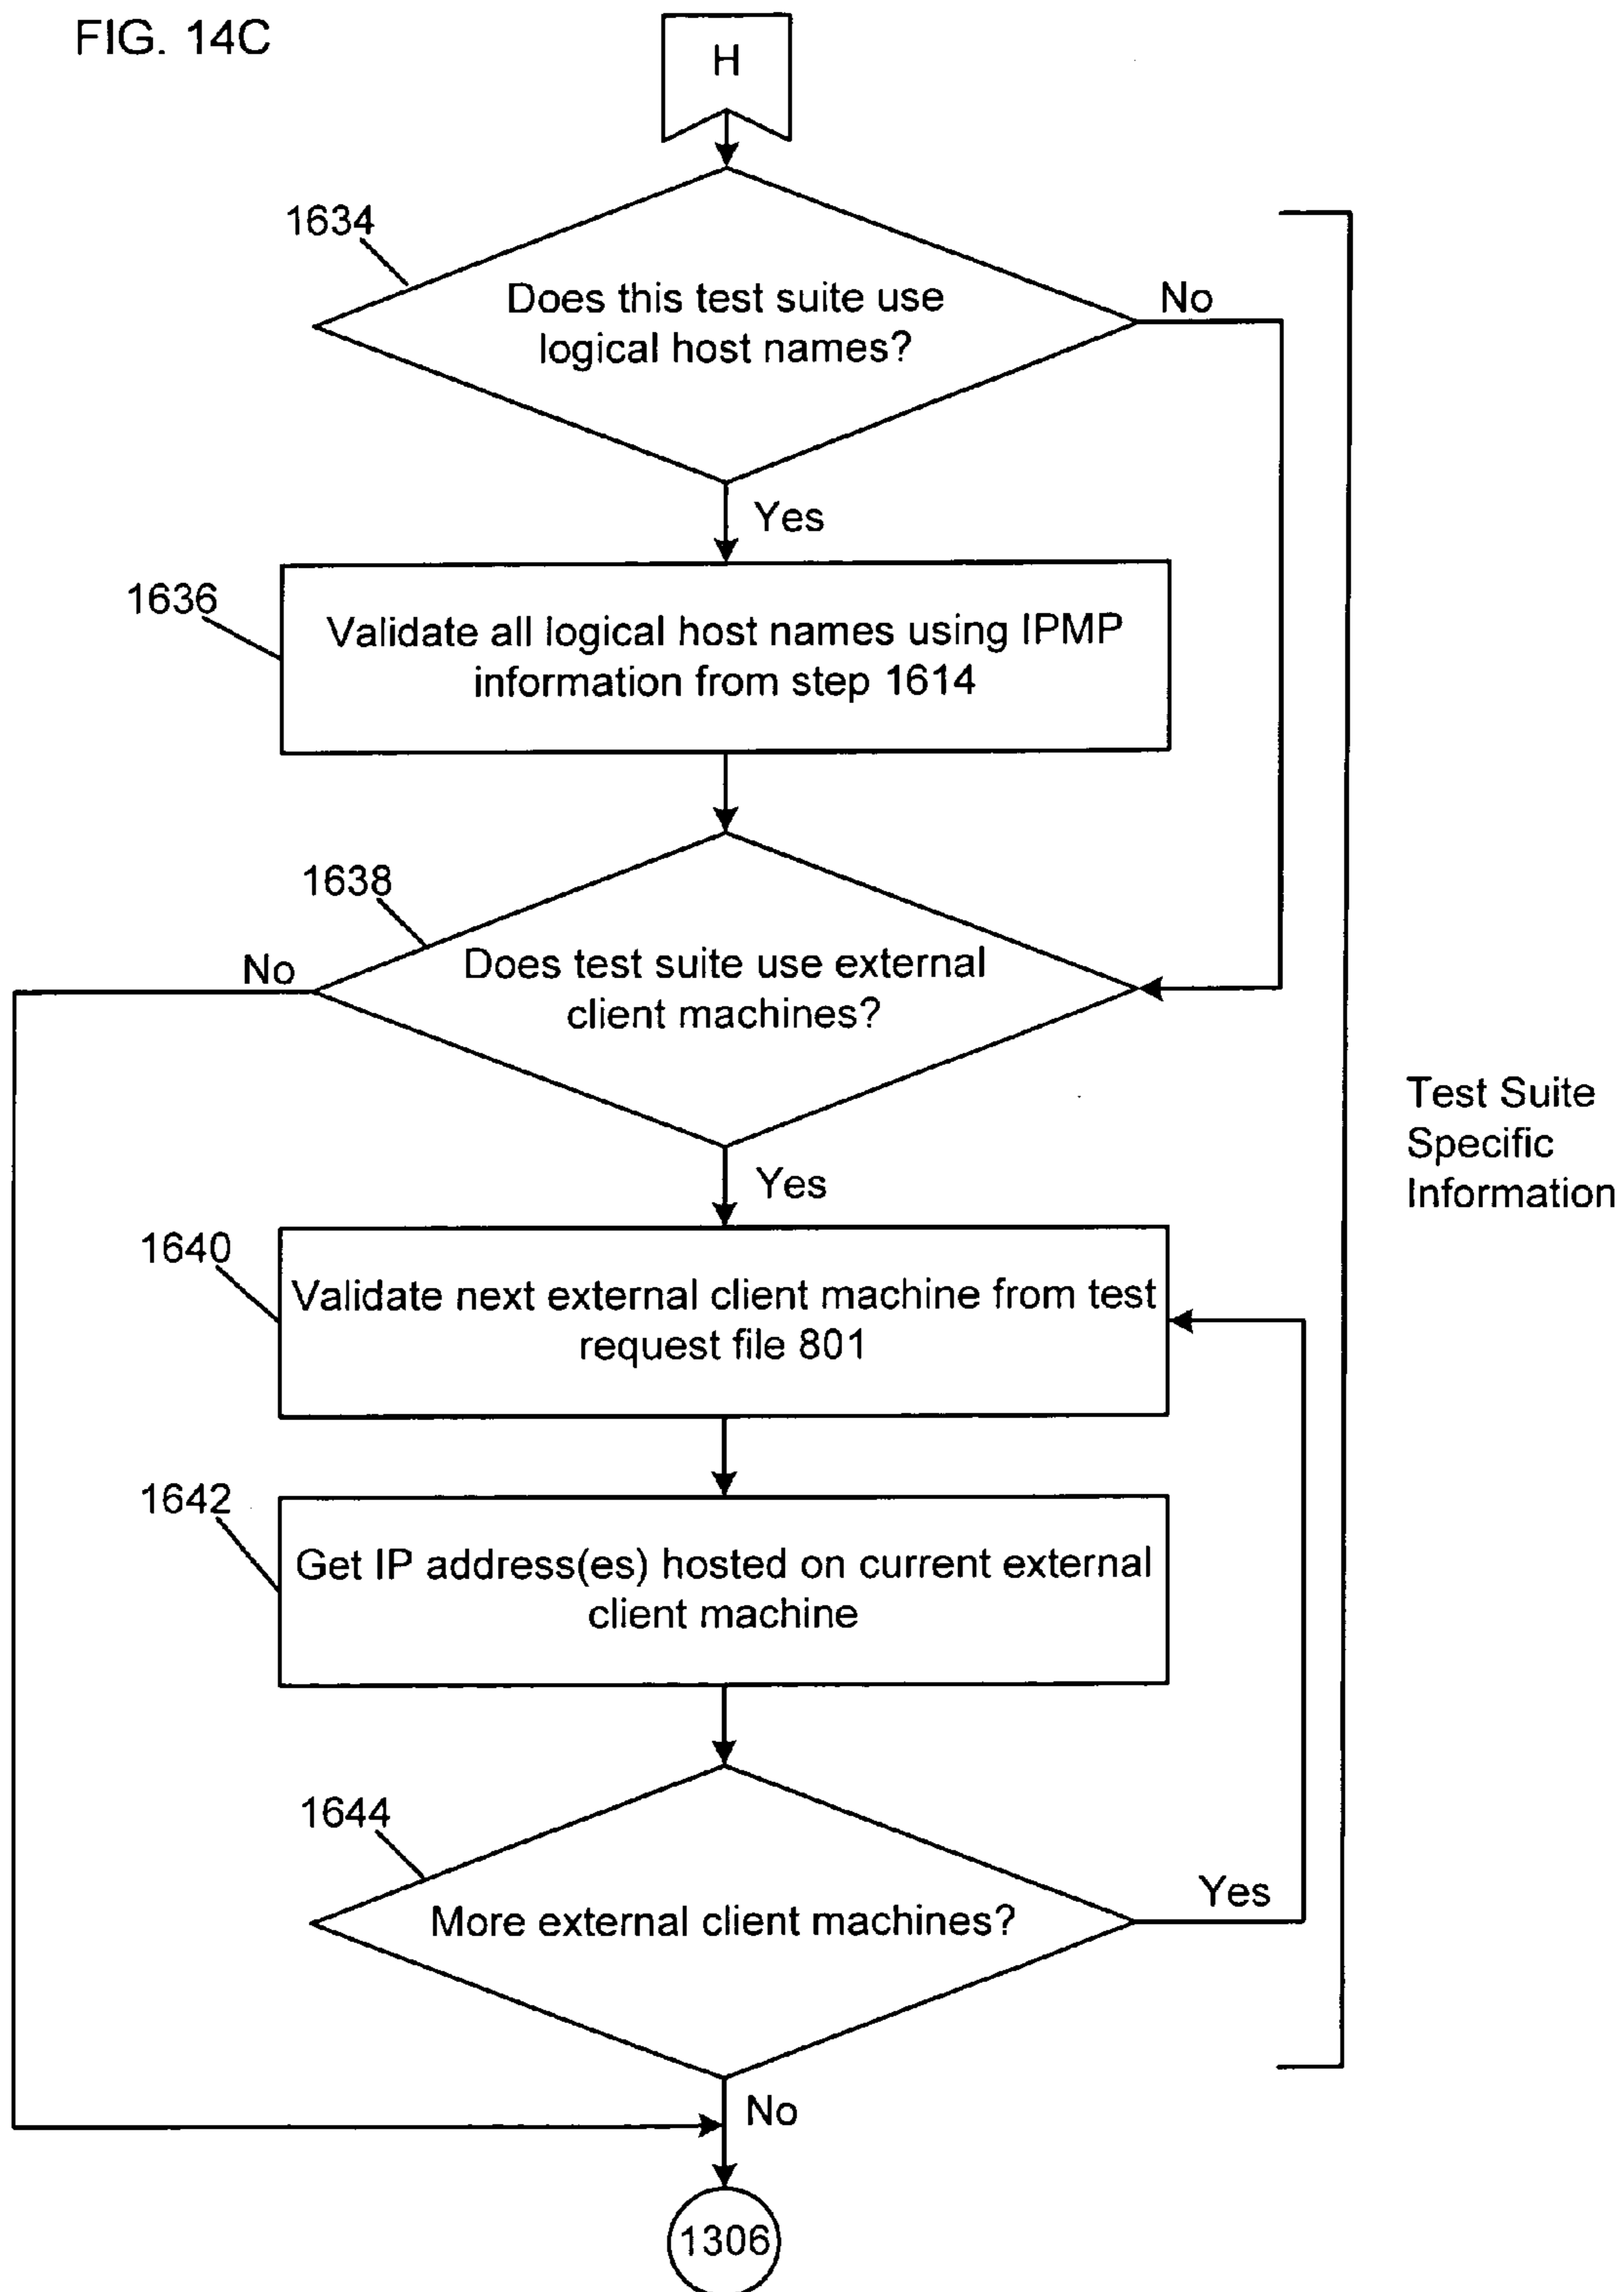 FIG. 14C
H
1634
Does this test suite use
logical host names?
No
Yes
1636
Validate all logical host names using IPMP
information from step 1614
1638
No
Does test suite use external
client machines?
Test Suite
Specific
Information
Yes
1640
Validate next external client machine from test
request file 801
1642
Get IP address(es) hosted on current external
client machine
1644
More external client machines?
Yes
No
1306